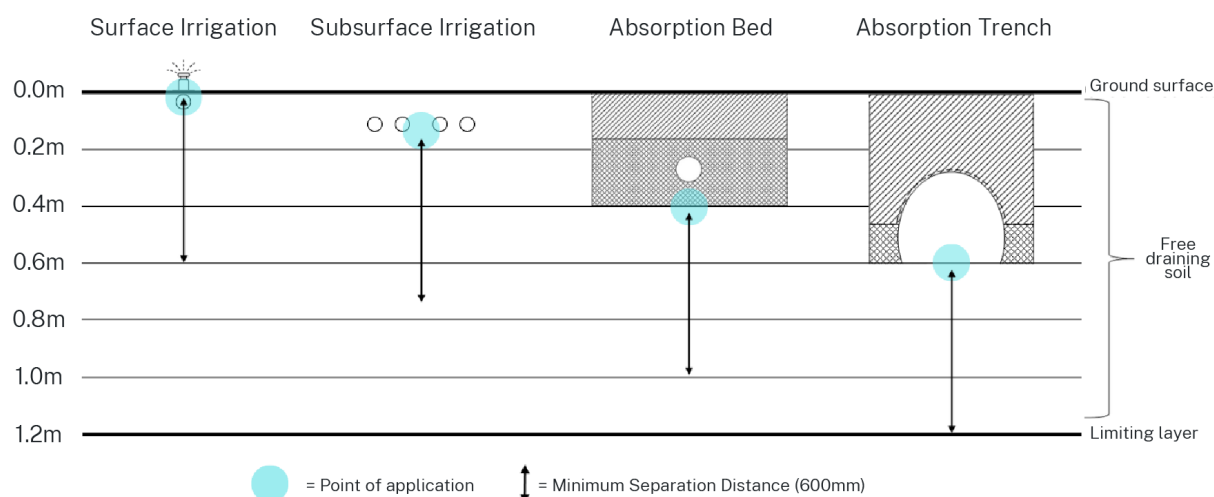 Surface Irrigation
Subsurface Irrigation
Absorption Bed
Absorption Trench
0.0m
Ground surface
0.2m
0.4m
0.6m
Free
draining
soil
0.8m
1.0m
1.2m
Limiting layer
= Point of application
= Minimum Separation Distance (600mm)